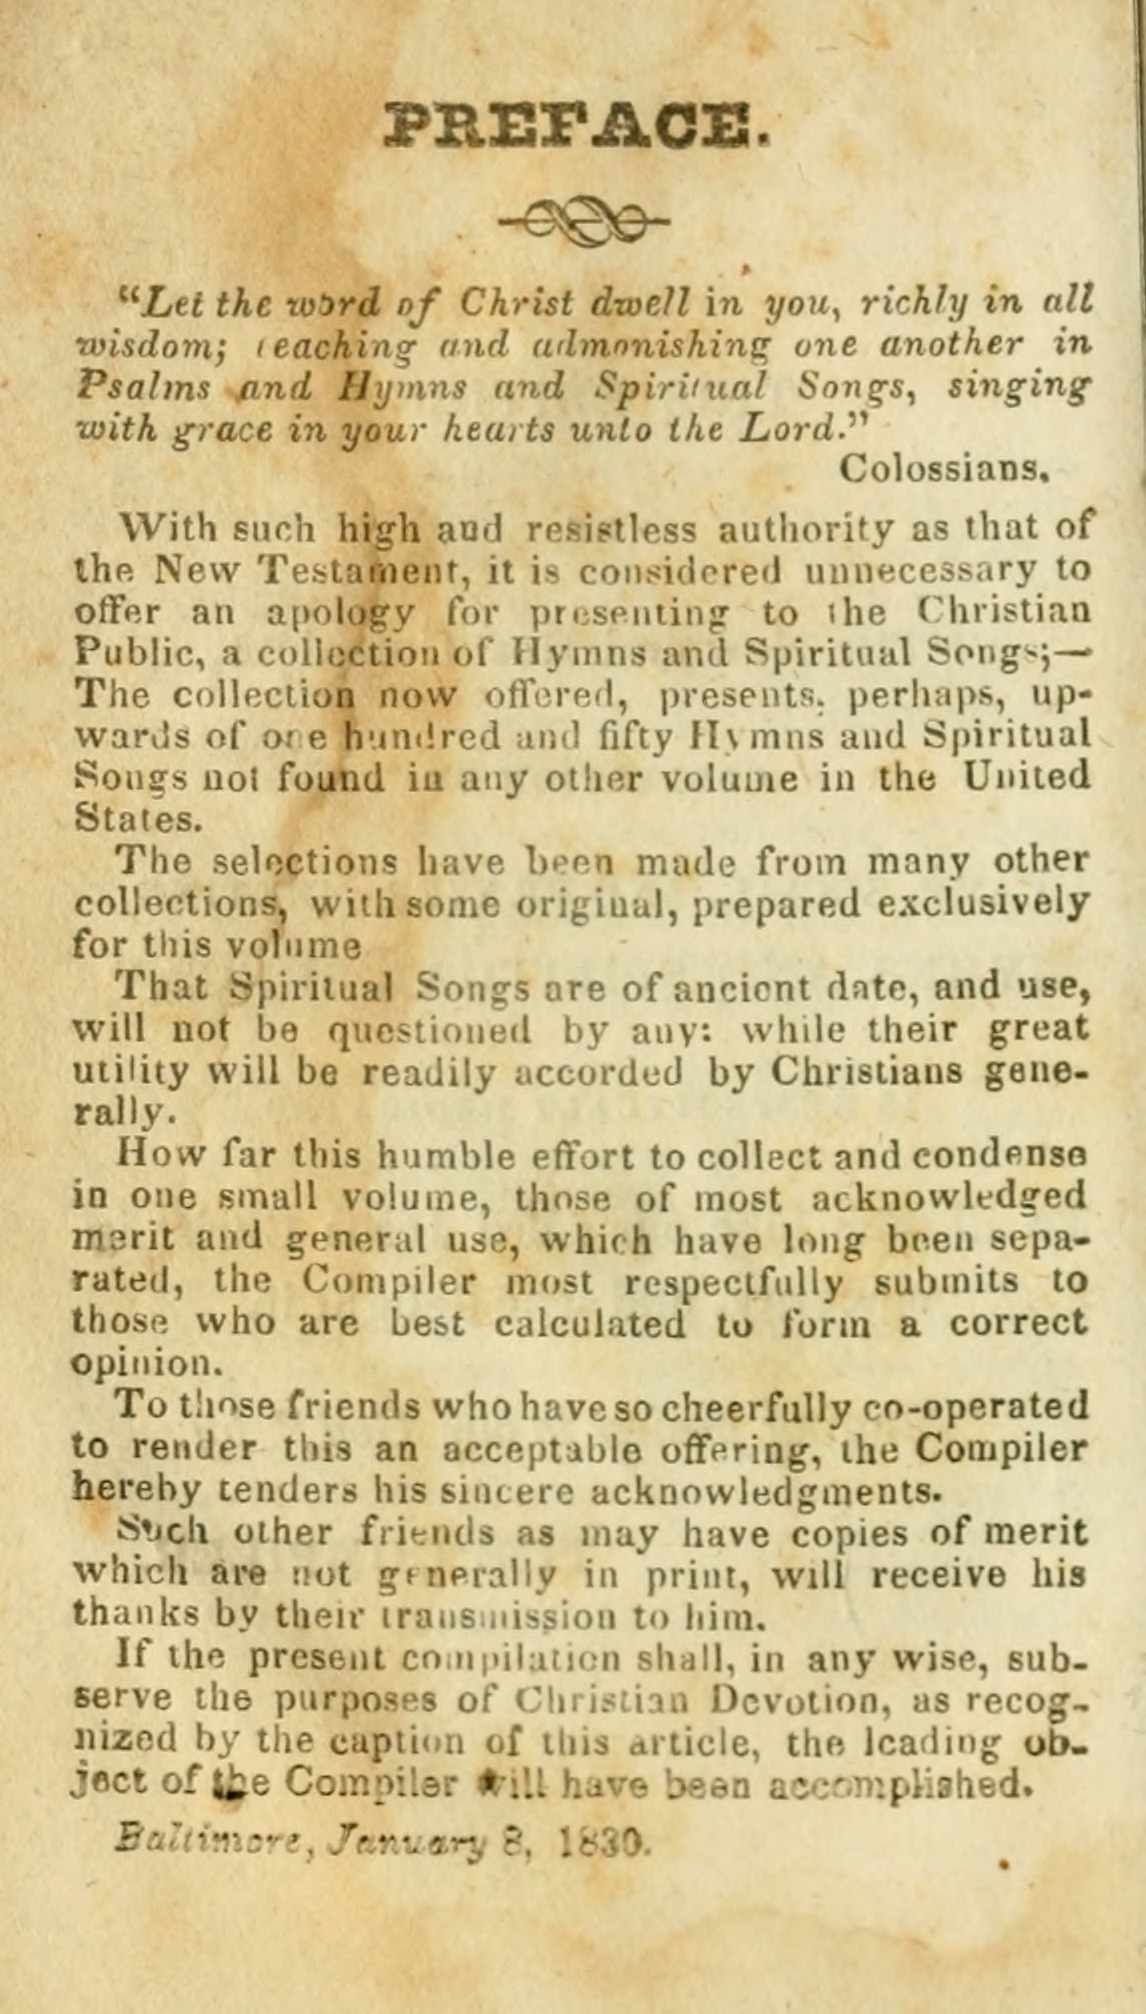 PREFACE.
"Let the word of Christ dwell in you, richly in all
wisdom; teaching and admonishing one another in
Psalms and Hymns and Spiritual Songs, singing
with grace in your hearts unto the Lord."
Colossians.
With such high and resistless authority as that of
the New Testament, it is considered unnecessary to
offer an apology for presenting to the Christian
Public, a collection of Hymns and Spiritual Songs;—
The collection now offered, presents, perhaps, up-
wards of one hundred and fifty Hymns and Spiritual
Songs not found in any other volume in the United
States.
The selections have been made from many other
collections, with some original, prepared exclusively
for this volume
That Spiritual Songs are of ancient date, and use,
will not be questioned by any: while their great
utility will be readily accorded by Christians gene-
rally.
How far this humble effort to collect and condense
in one small volume, those of most acknowledged
merit and general use, which have long been sepa-
rated, the Compiler most respectfully submits to
those who are best calculated to form a correct
opinion.
To those friends who have so cheerfully co-operated
to render this an acceptable offering, the Compiler
hereby tenders his sincere acknowledgments.
Such other friends as may have copies of merit
which are not generally in print, will receive his
thanks by their transmission to him.
If the present compilation shall, in any wise, sub-
serve the purposes of Christian Devotion, as recog-
nized by the caption of this article, the leading ob-
ject of the Compiler will have been accomplished.
Baltimore, January 8, 1830.